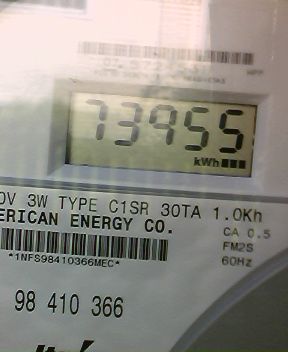 73955
kWh
0V 3W TYPE C1SR 30TA 1.0Kh
ERICAN ENERGY CO.
CA 0.5
*1NFS98410366MEC*
FM2S
60Hz
98 410 366